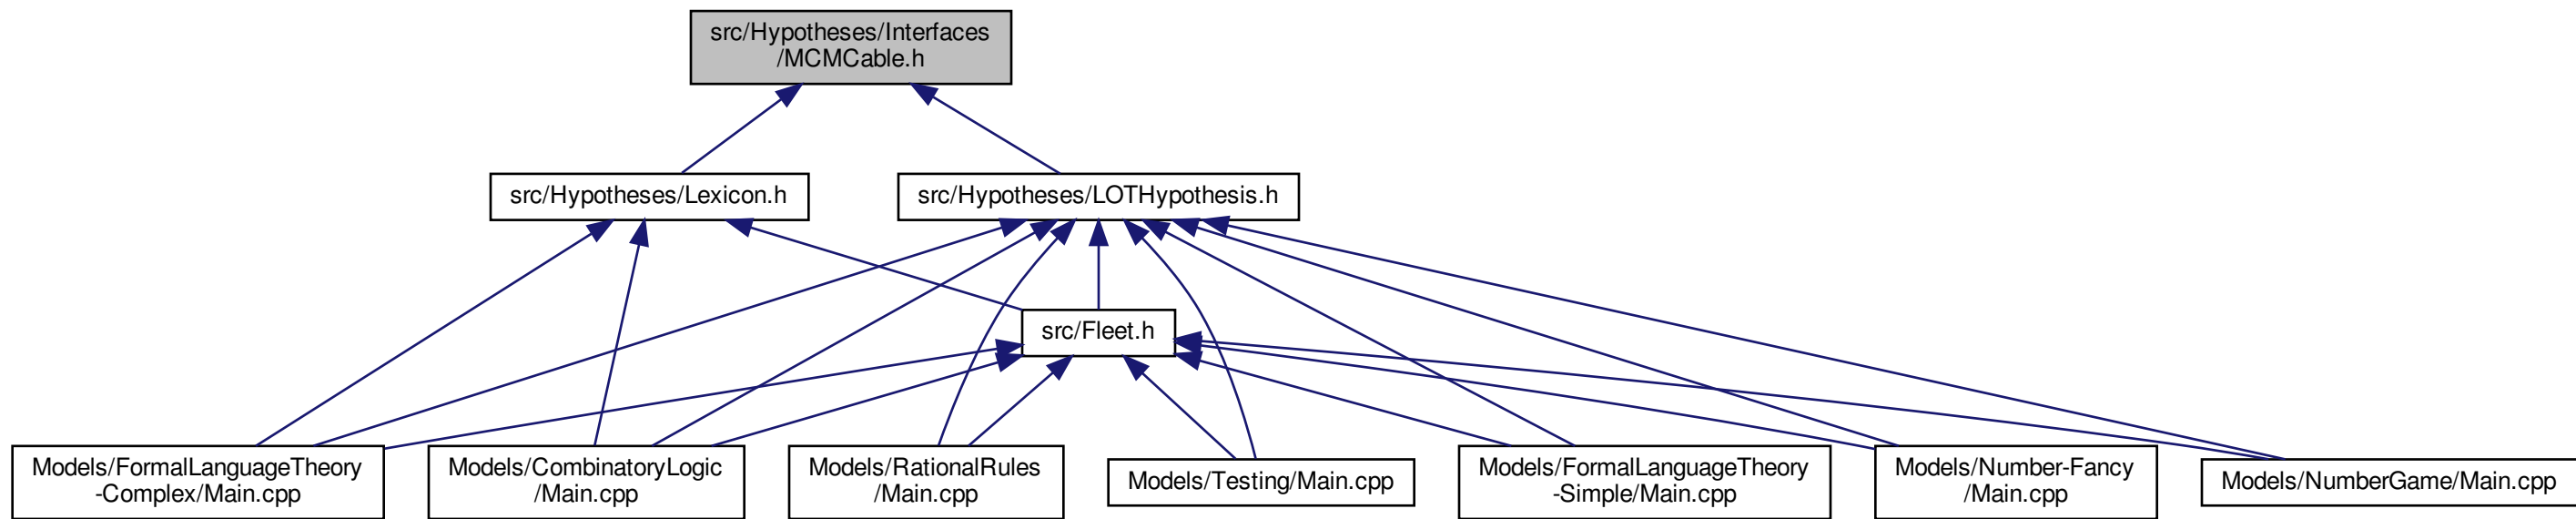 src/Hypotheses/Interfaces
/MCMCable.h
src/Hypotheses/Lexicon.h
src/Hypotheses/LOTHypothesis.h
src/Fleet.h
Models/FormalLanguageTheory
-Complex/Main.cpp
Models/CombinatoryLogic
/Main.cpp
Models/RationalRules
/Main.cpp
Models/Testing/Main.cpp
Models/FormalLanguageTheory
-Simple/Main.cpp
Models/Number-Fancy
/Main.cpp
Models/NumberGame/Main.cpp